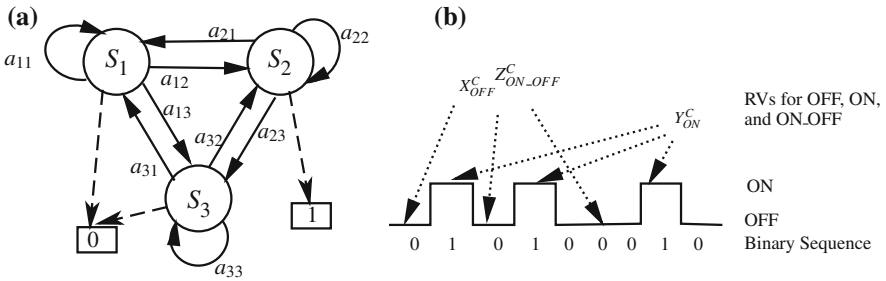 (a)
a11
S1
a21
a12
S2
a22
a13
a32
a23
a31
S3
0
1
a33
(b)
X^C_OFF
Z^C_ON_OFF
Y^C_ON
RVs for OFF, ON,
and ON_OFF
ON
OFF
0 1 0 1 0 0 0 1 0
Binary Sequence